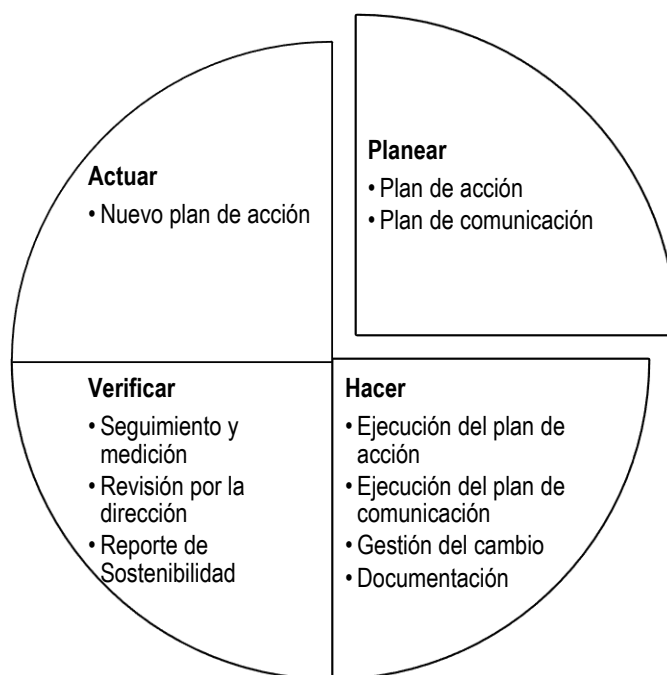 Planear
• Plan de acción
• Plan de comunicación
Hacer
• Ejecución del plan de
acción
• Ejecución del plan de
comunicación
• Gestión del cambio
• Documentación
Verificar
• Seguimiento y
medición
• Revisión por la
dirección
• Reporte de
Sostenibilidad
Actuar
• Nuevo plan de acción